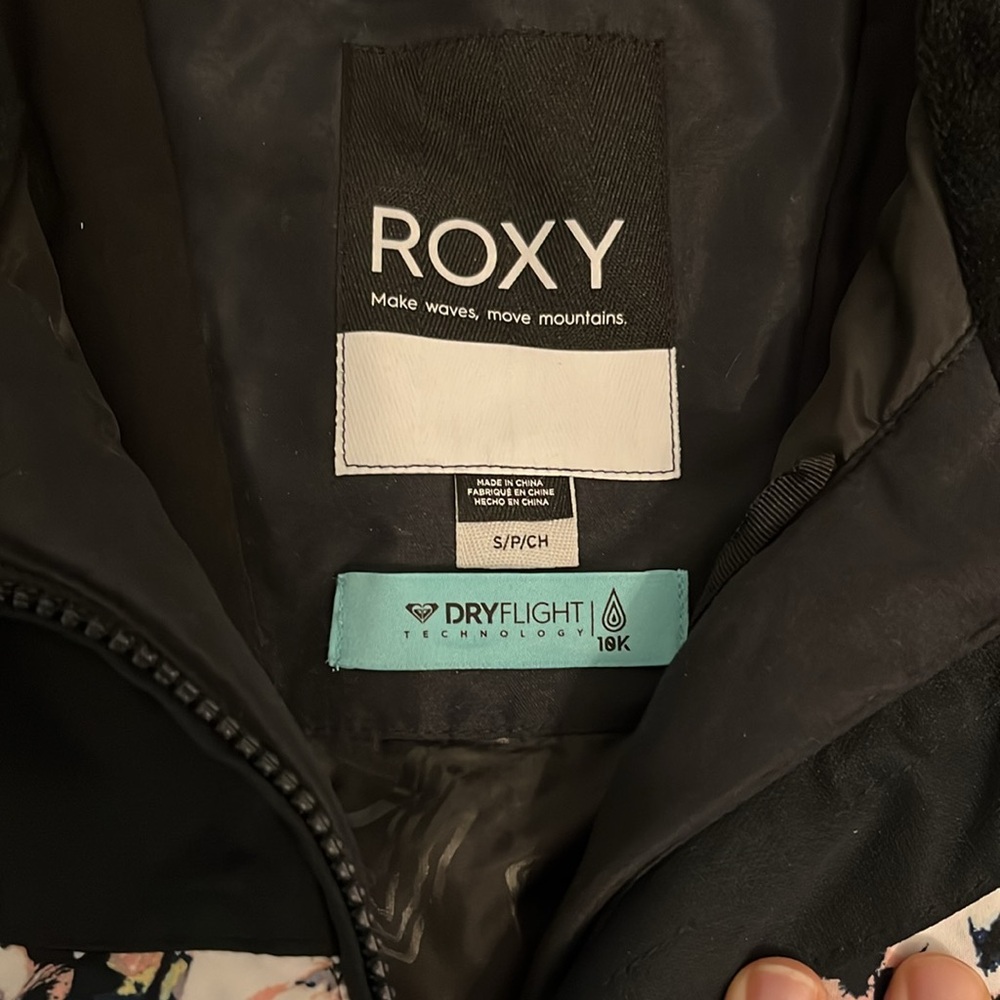 ROXY
Make waves, move mountains.
MADE IN CHINA
FABRIQUÉ EN CHINE
HECHO EN CHINA
S/P/CH
DRYFLIGHT
TECHNOLOGY
10K